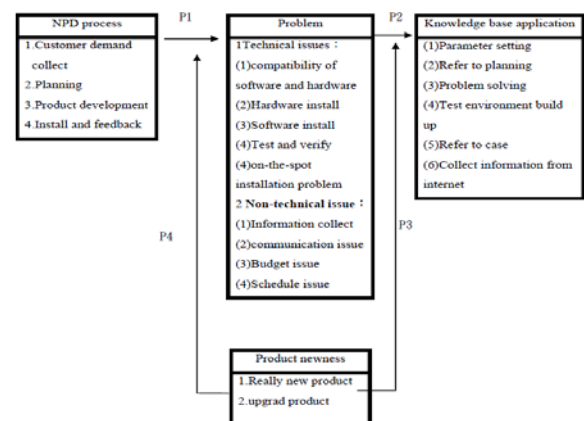 NPD process
1.Customer demand
collect
2.Planning
3.Product development
4.Install and feedback
P1
Problem
1Technical issues：
(1)compatibility of
software and hardware
(2)Hardware install
(3)Software install
(4)Test and verify
(4)on-the-spot
installation problem
2 Non-technical issue：
(1)Information collect
(2)communication issue
(3)Budget issue
(4)Schedule issue
P2
Knowledge base application
(1)Parameter setting
(2)Refer to planning
(3)Problem solving
(4)Test environment build
up
(5)Refer to case
(6)Collect information from
internet
P4
P3
Product newness
1.Really new product
2.upgrad product